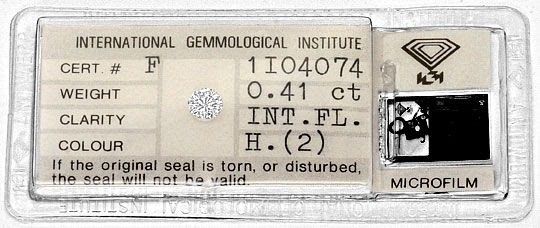 INTERNATIONAL GEMMOLOGICAL INSTITUTE
CERT. # F 1I04074
WEIGHT 0.41 ct
CLARITY INT.FL.
COLOUR H.(2)
If the original seal is torn, or disturbed,
the seal will not be valid.
MICROFILM